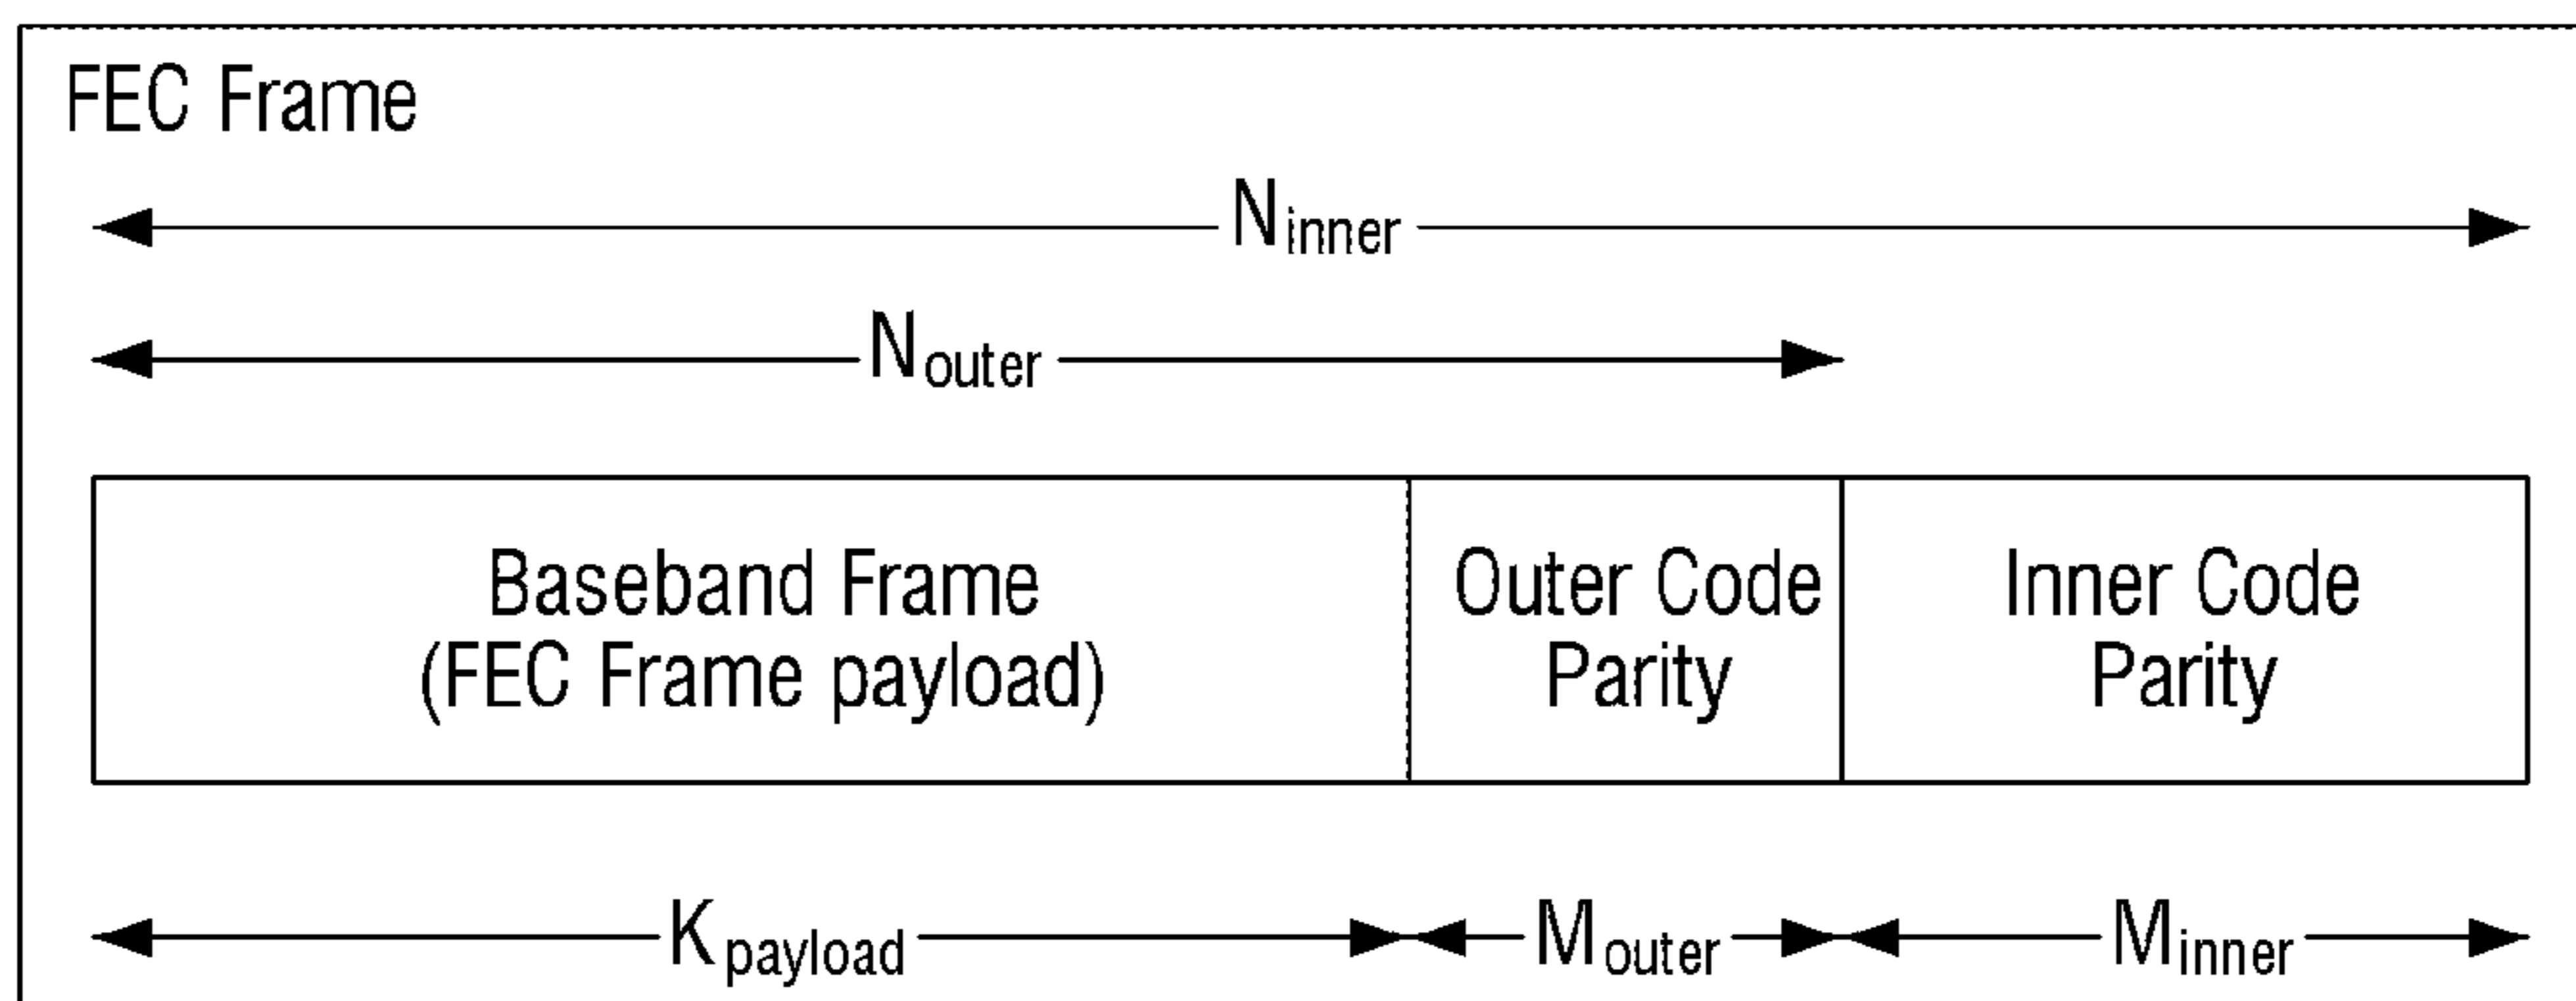 FEC Frame
Ninner
Nouter
Baseband Frame
(FEC Frame payload)
Outer Code
Parity
Inner Code
Parity
Kpayload
Mouter
Minner